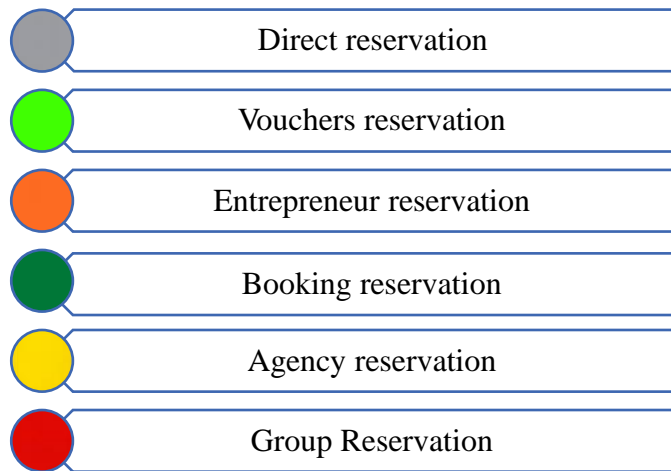 Direct reservation
Vouchers reservation
Entrepreneur reservation
Booking reservation
Agency reservation
Group Reservation